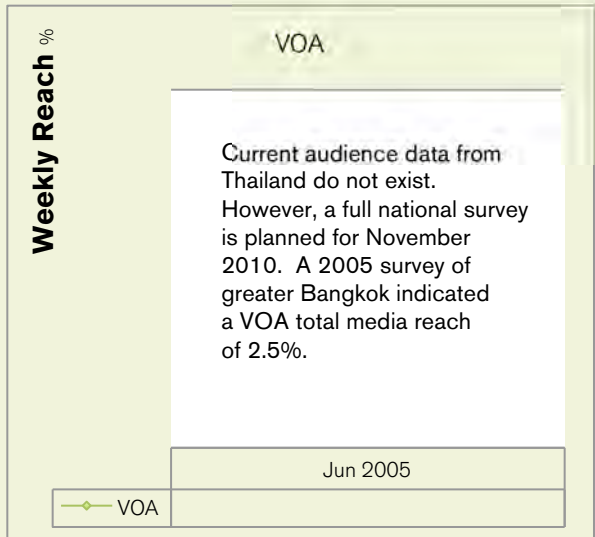 VOA
Weekly Reach %
Current audience data from
Thailand do not exist.
However, a full national survey
is planned for November
2010. A 2005 survey of
greater Bangkok indicated
a VOA total media reach
of 2.5%.
Jun 2005
VOA